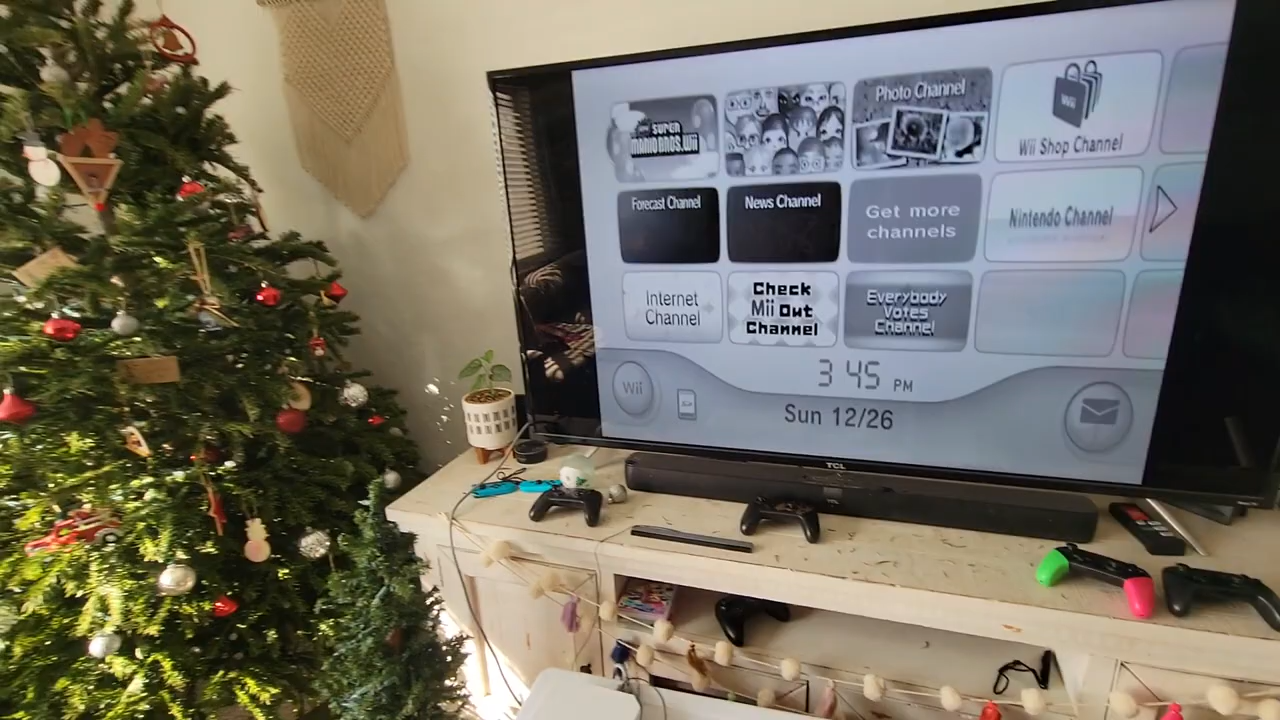 SUPER
MARIO BROS. Wii
Photo Channel
Wii
Wii Shop Channel
Forecast Channel
News Channel
Get more
channels
Nintendo Channel
Internet
Channel
Check
Mii Out
Channel
Everybody
Votes
Channel
Wii
3 45 PM
Sun 12/26
TCL